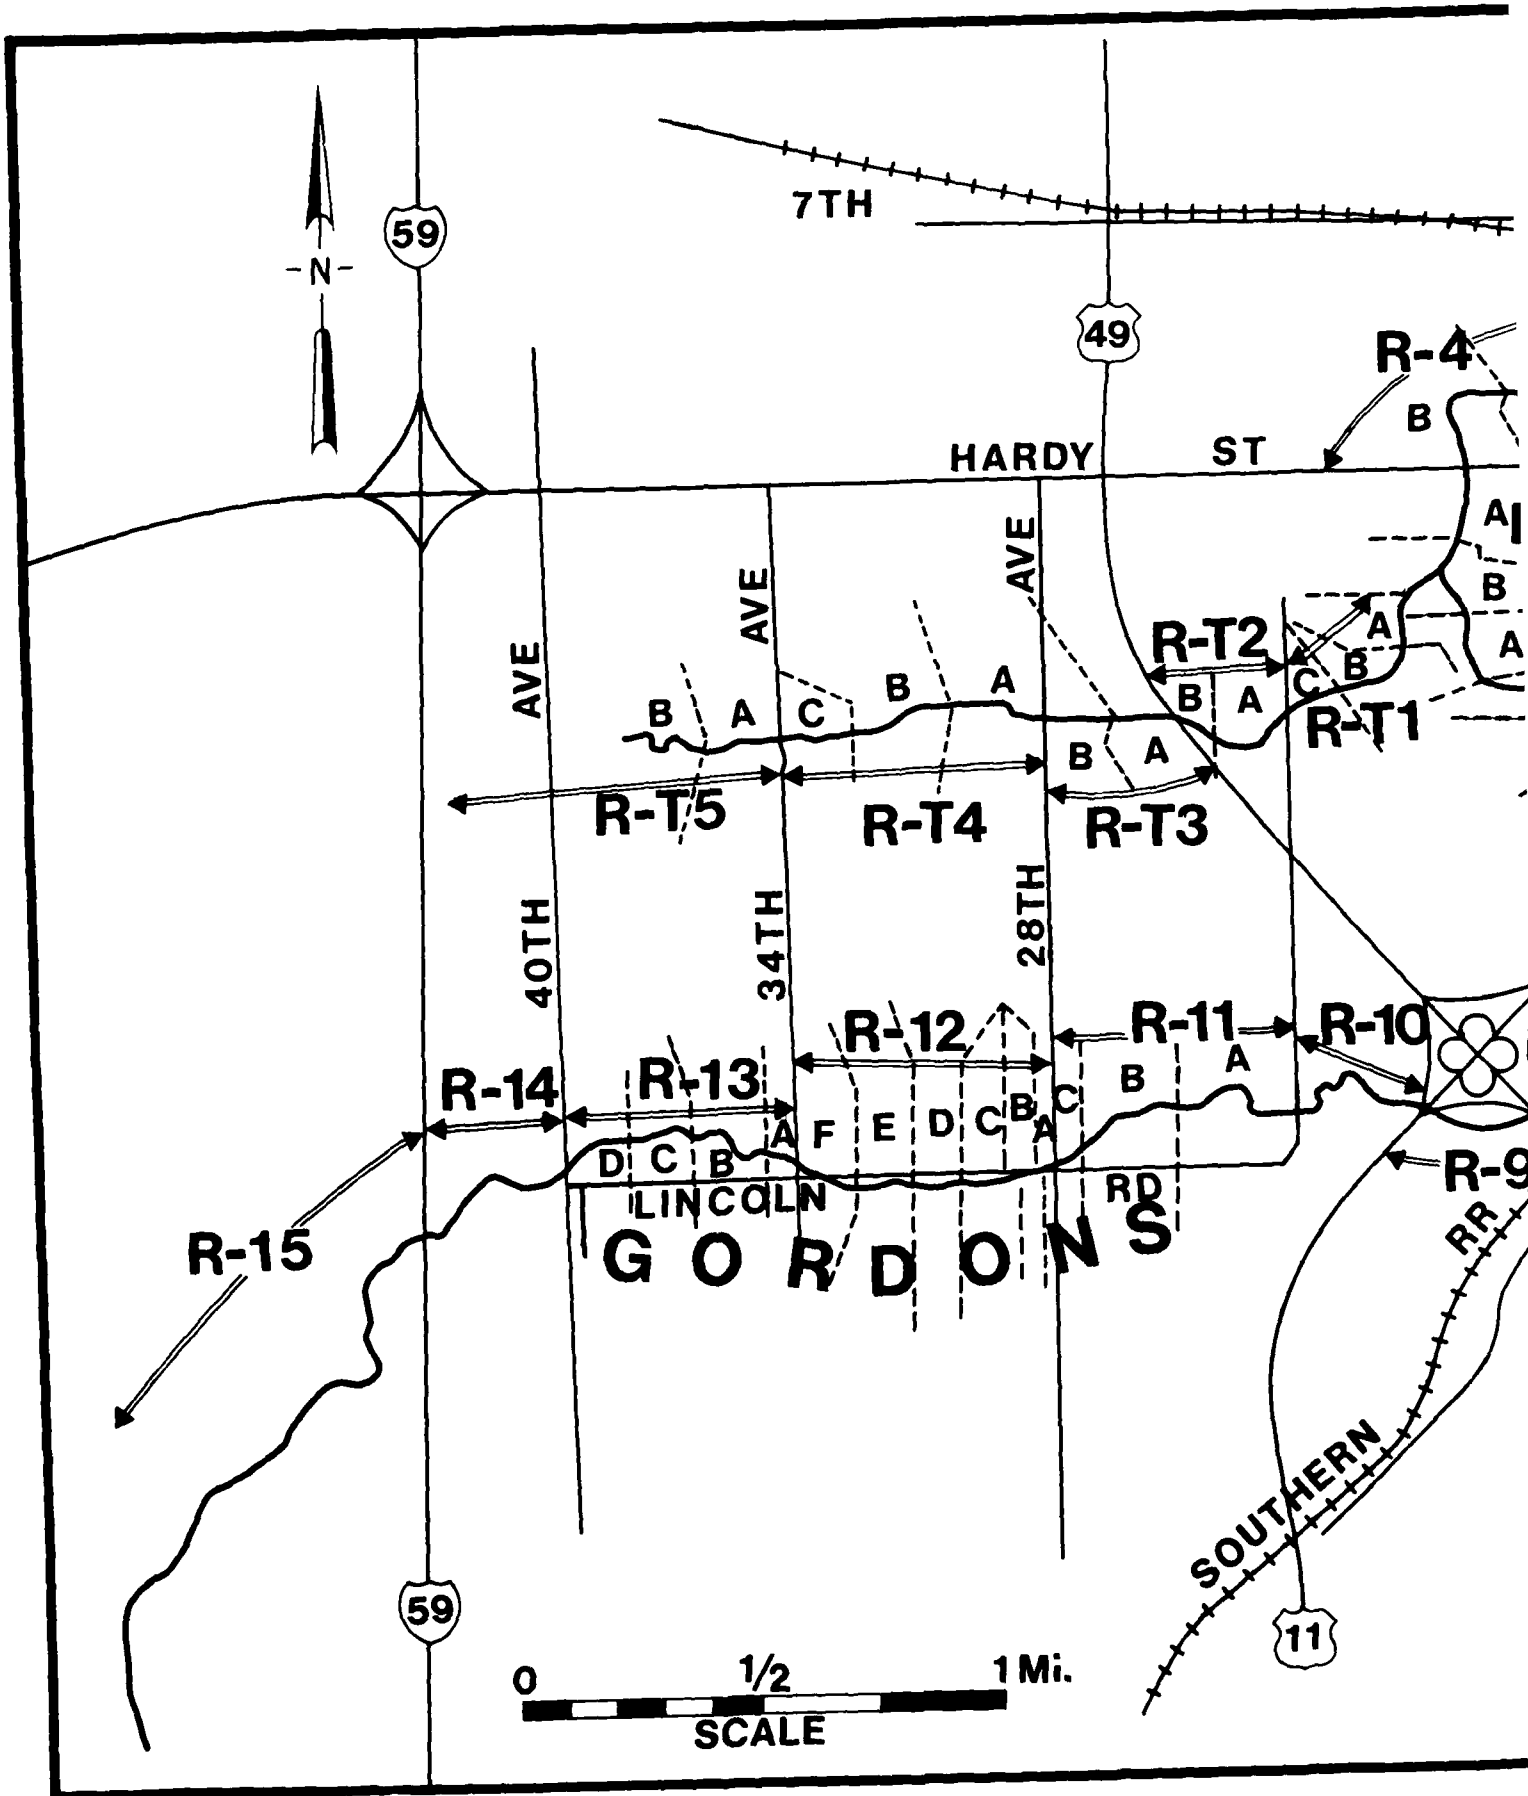 7TH
59
-N-
49
R-4
B
HARDY ST
A
AVE
AVE
B
R-T2
A
A
AVE
B
C
B
A
B
A
C
B
A
R-T1
B
A
R-T5
R-T4
R-T3
28TH
34TH
40TH
R-12
R-11
R-10
R-14
R-13
B
A
A
F
E
D
C
B
A
C
D
C
B
LINCOLN RD
R-9
GORDONS
RR
R-15
SOUTHERN
59
11
0 1/2 1 Mi.
SCALE